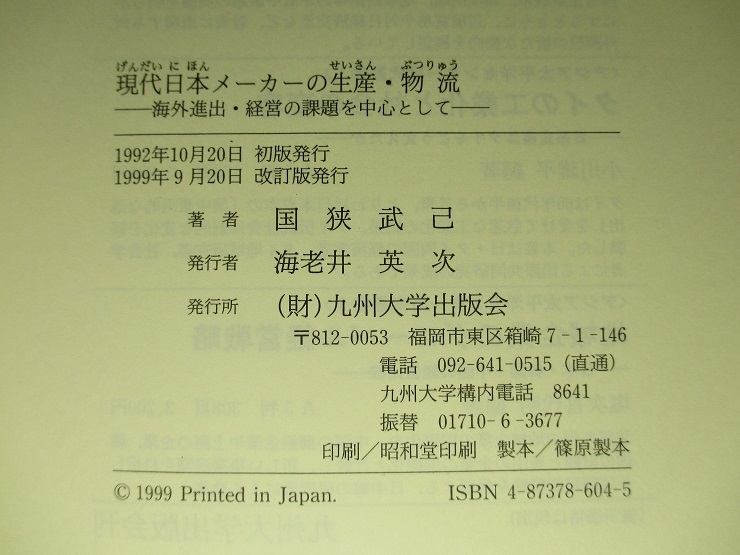 げんだい に ほん せいさん ぶつりゅう
現代日本メーカーの生産・物流
――海外進出・経営の課題を中心として――
1992年10月20日 初版発行
1999年9月20日 改訂版発行
著者 国狭武己
発行者 海老井英次
発行所 (財)九州大学出版会
〒812-0053 福岡市東区箱崎7-1-146
電話 092-641-0515(直通)
九州大学構内電話 8641
振替 01710-6-3677
印刷/昭和堂印刷 製本/篠原製本
© 1999 Printed in Japan. ISBN 4-87378-604-5